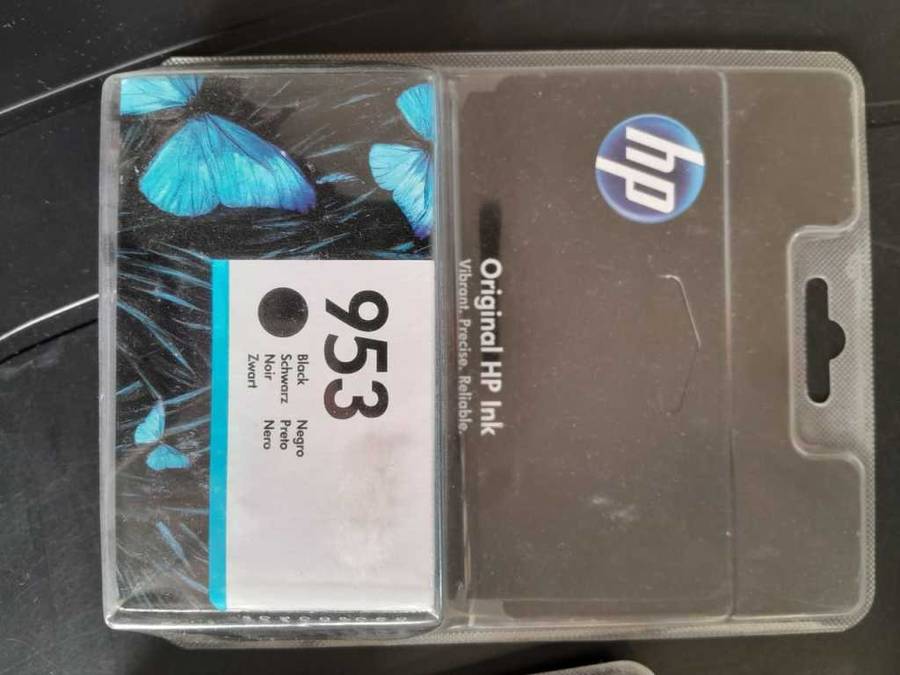 hp
Original HP Ink
Vibrant. Precise. Reliable.
953
Black Negro
Schwarz Preto
Noir Nero
Zwart